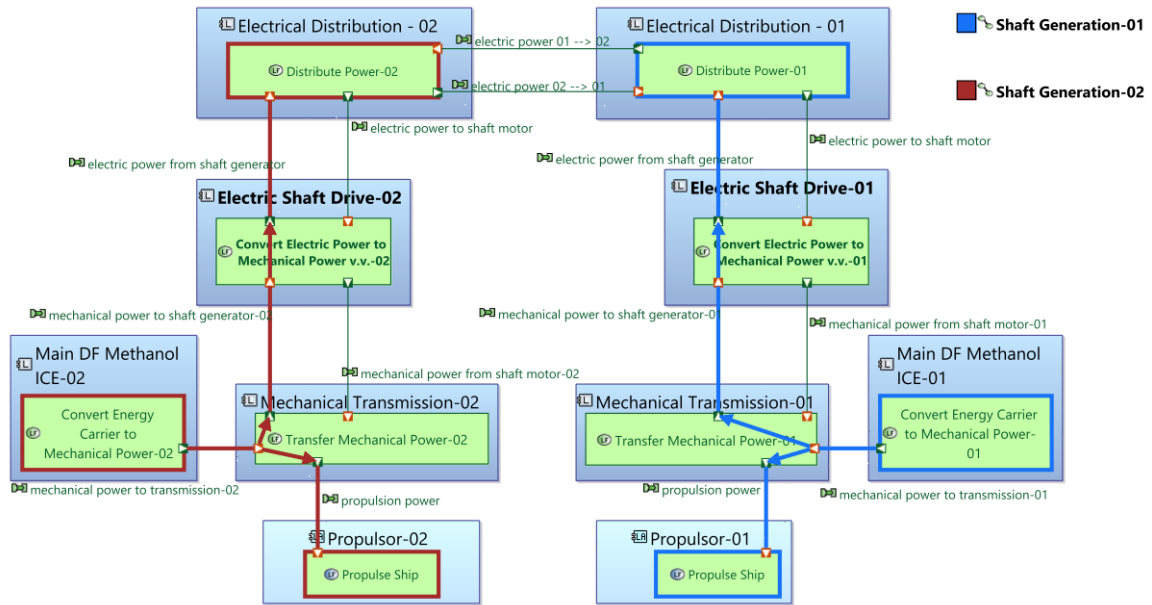 Electrical Distribution - 02
Electrical Distribution - 01
Shaft Generation-01
Shaft Generation-02
Distribute Power-02
electric power 01 --> 02
electric power 02 --> 01
Distribute Power-01
electric power to shaft motor
electric power to shaft motor
electric power from shaft generator
electric power from shaft generator
Electric Shaft Drive-02
Electric Shaft Drive-01
Convert Electric Power to
Mechanical Power v.v.-02
Convert Electric Power to
Mechanical Power v.v.-01
mechanical power to shaft generator-02
mechanical power to shaft generator-01
mechanical power from shaft motor-01
Main DF Methanol
ICE-02
Main DF Methanol
ICE-01
mechanical power from shaft motor-02
Mechanical Transmission-02
Mechanical Transmission-01
Convert Energy
Carrier to
Mechanical Power-02
Transfer Mechanical Power-02
Transfer Mechanical Power-01
Convert Energy Carrier
to Mechanical Power-
01
mechanical power to transmission-02
propulsion power
propulsion power
mechanical power to transmission-01
Propulsor-02
Propulsor-01
Propulse Ship
Propulse Ship